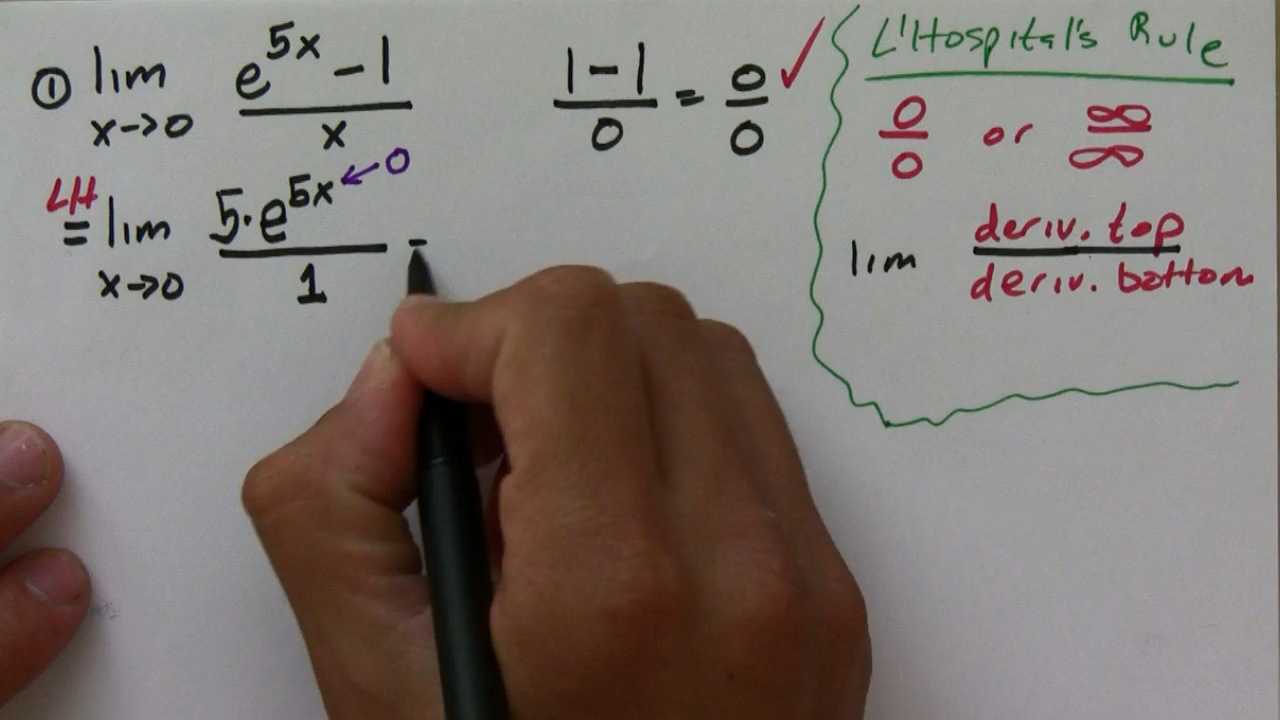 ① lim x→0 (e^{5x} - 1)/x
(1 - 1)/0 = 0/0 ✓
LH = lim x→0 (5·e^{5x})/1 -
← 0
L'Hospital's Rule
0/0 or ∞/∞
lim deriv. top / deriv. bottom